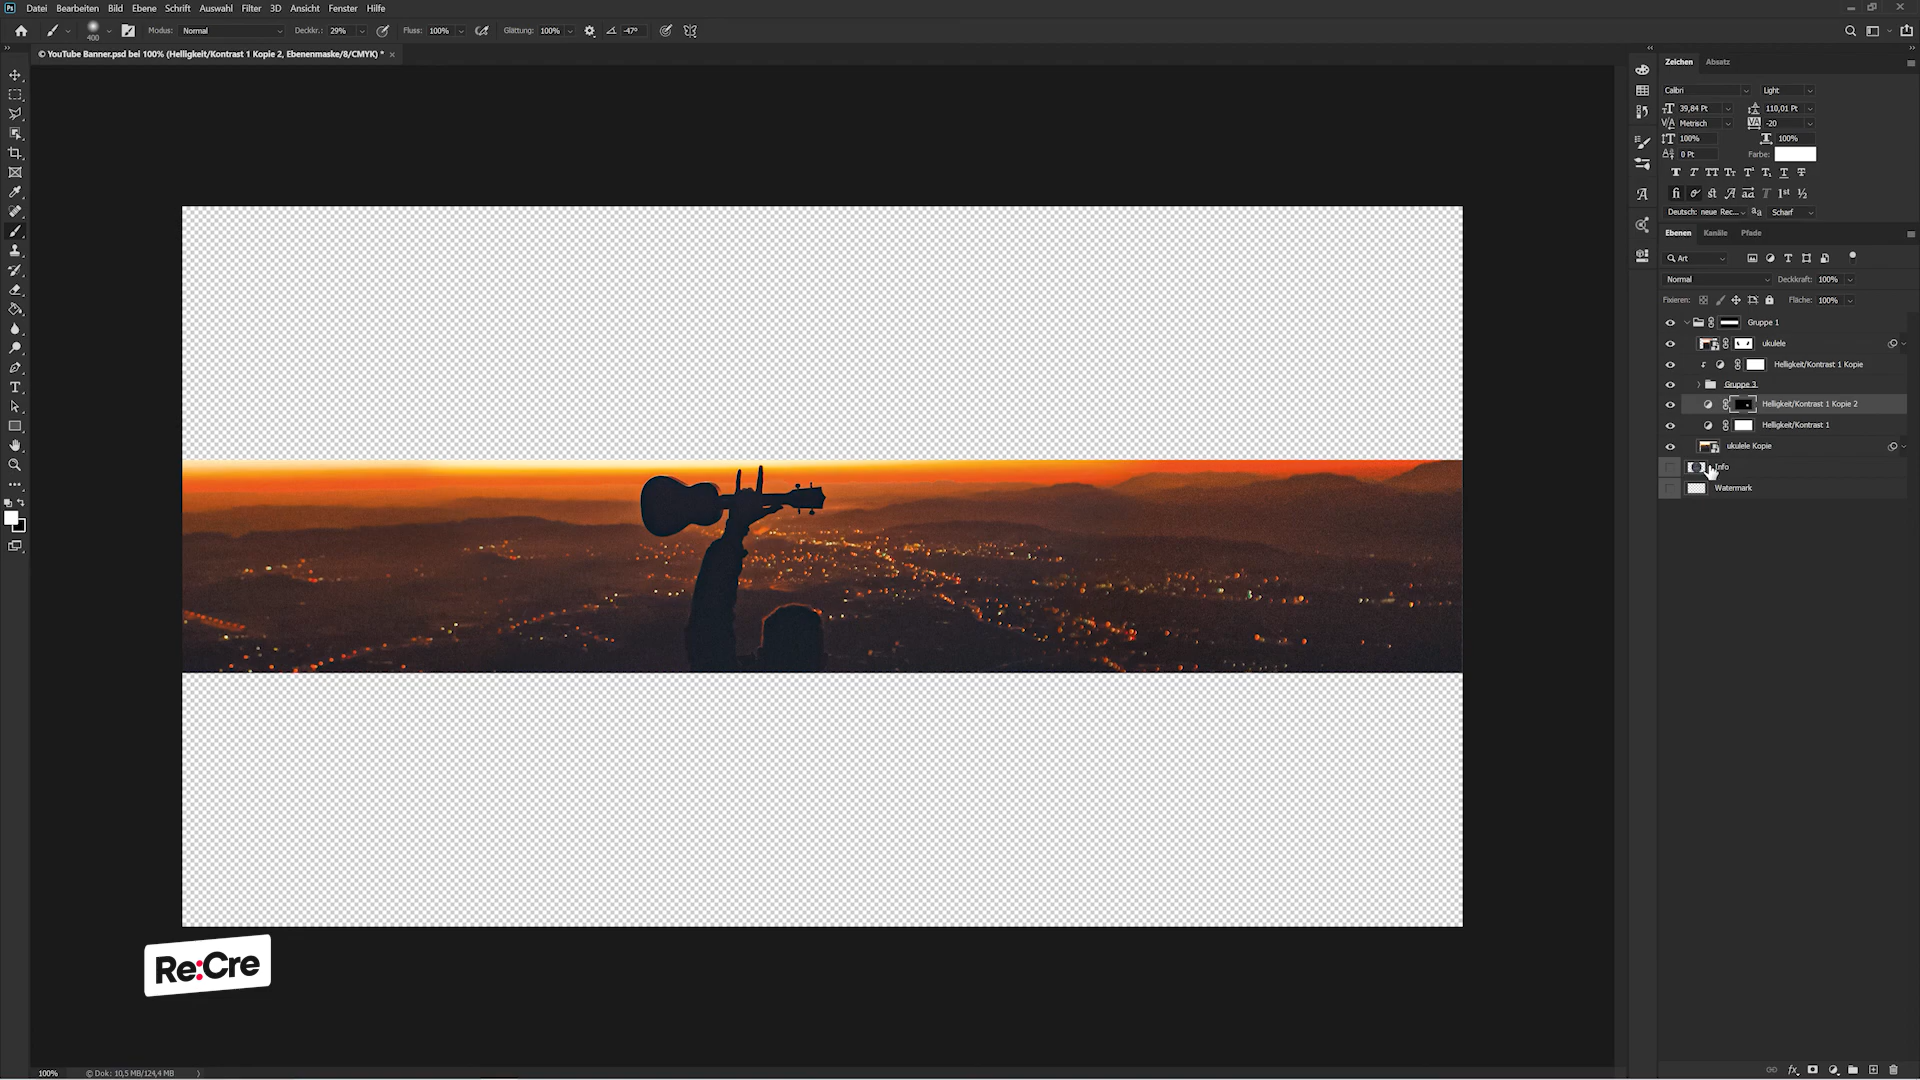 Ps Datei Bearbeiten Bild Ebene Schrift Auswahl Filter 3D Ansicht Fenster Hilfe
400 Modus: Normal Deckkr.: 29% Fluss: 100% Glättung: 100% -47°
© YouTube Banner.psd bei 100% (Helligkeit/Kontrast 1 Kopie 2, Ebenenmaske/8/CMYK) * ×
Zeichen Absatz
Calibri Light
39,84 Pt 110,01 Pt
Metrisch -20
100% 100%
0 Pt Farbe:
Deutsch: neue Rec... aa Scharf
Ebenen Kanäle Pfade
Art
Normal Deckkraft: 100%
Fixieren: Fläche: 100%
Gruppe 1
ukulele
Helligkeit/Kontrast 1 Kopie
Gruppe 3
Helligkeit/Kontrast 1 Kopie 2
Helligkeit/Kontrast 1
ukulele Kopie
Info
Watermark
Re:Cre
100% © Dok: 10,5 MB/124,4 MB